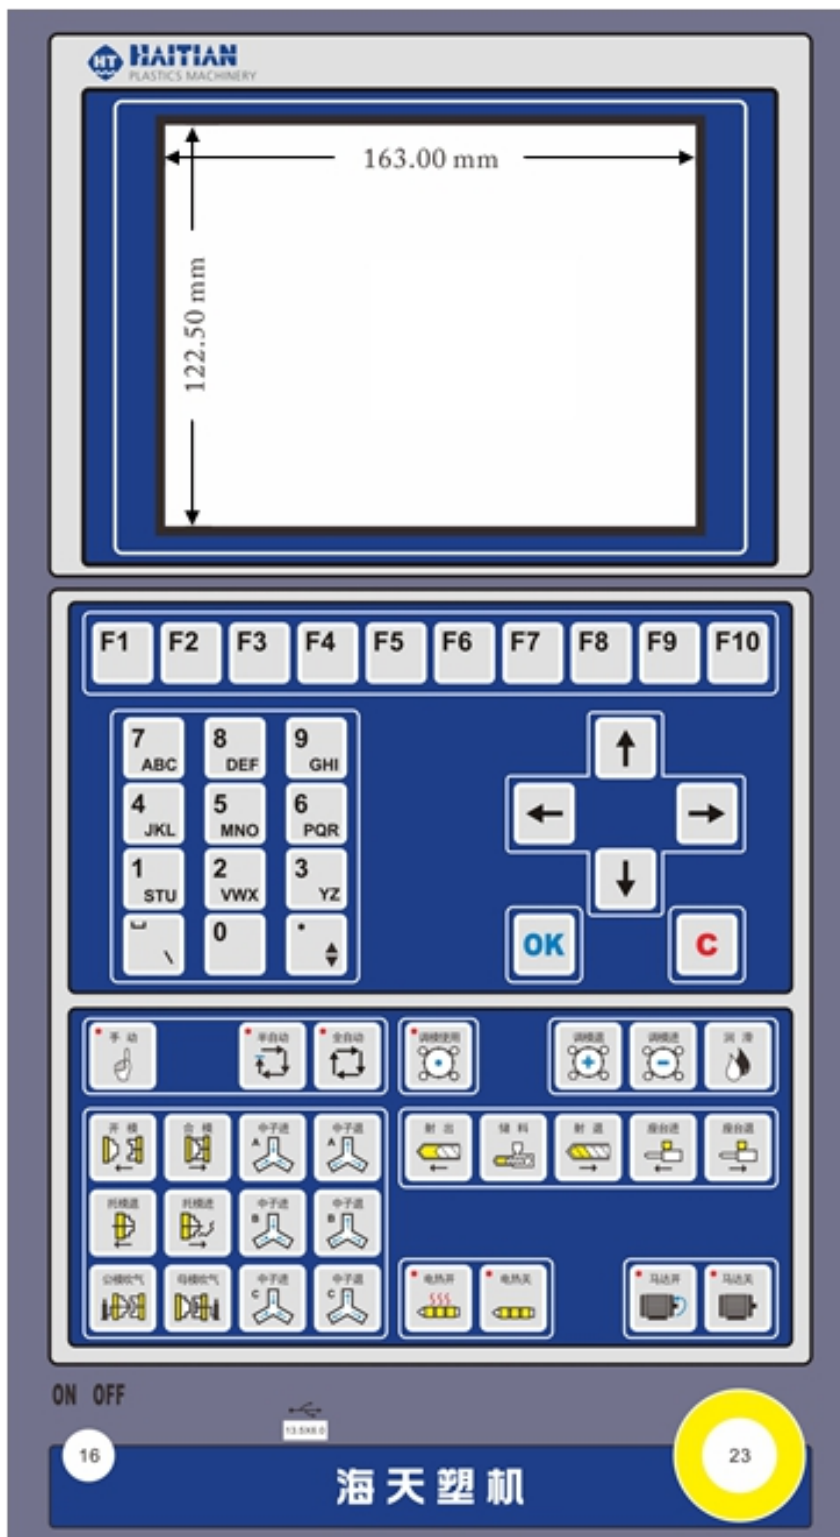 HT HAITIAN
PLASTICS MACHINERY
163.00 mm
122.50 mm
F1 F2 F3 F4 F5 F6 F7 F8 F9 F10
7 ABC 8 DEF 9 GHI
4 JKL 5 MNO 6 PQR
1 STU 2 VWX 3 YZ
␣ \ 0 .
OK C
手动 半自动 全自动 调模使用 调模退 调模进 润滑
开模 合模 中子进 A 中子退 A 射出 储料 射退 座台进 座台退
托模退 托模进 中子进 B 中子退 B
公模吹气 母模吹气 中子进 C 中子退 C 电热开 电热关 马达开 马达关
ON OFF
13.5X6.0
16 23
海天塑机